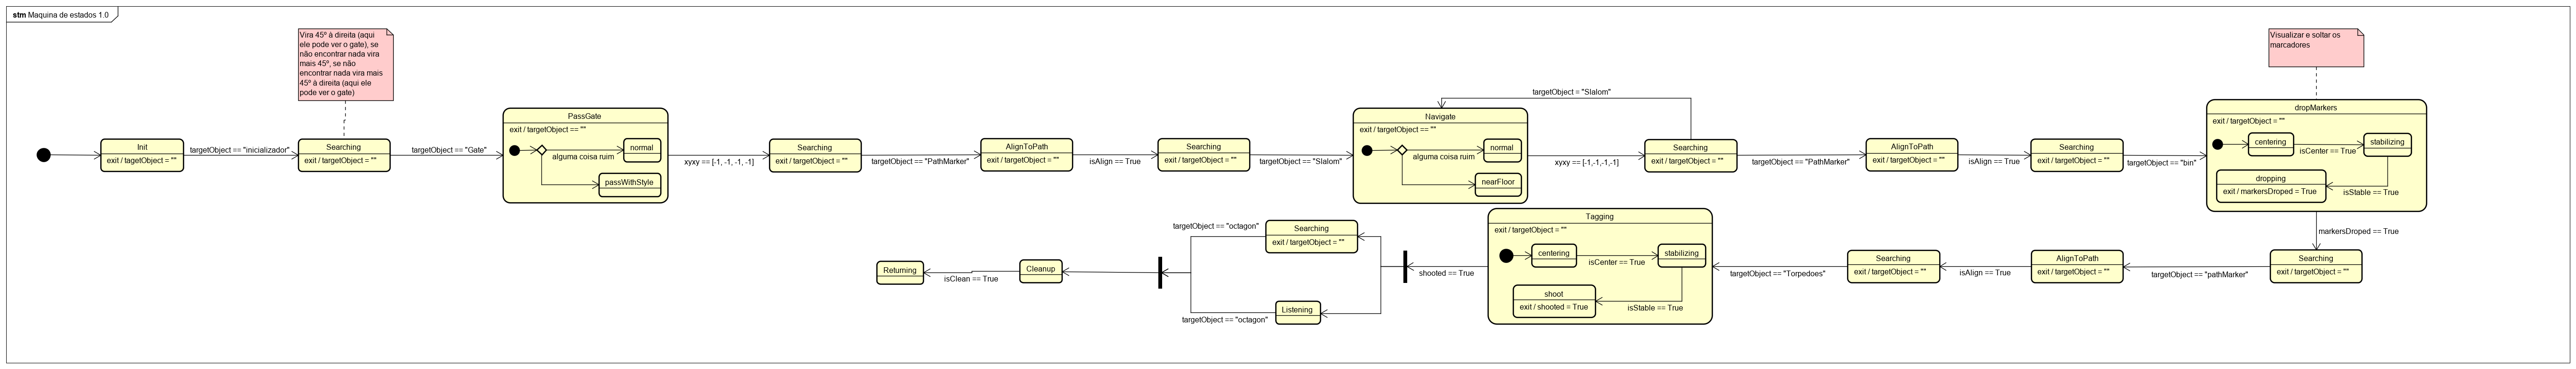 stm Maquina de estados 1.0
Vira 45º à direita (aqui
ele pode ver o gate), se
não encontrar nada vira
mais 45º, se não
encontrar nada vira mais
45º à direita (aqui ele
pode ver o gate)
Visualizar e soltar os
marcadores
Init
exit / tagetObject = ""
targetObject == "inicializador"
Searching
exit / targetObject = ""
targetObject == "Gate"
PassGate
exit / targetObject == ""
normal
alguma coisa ruim
passWithStyle
xyxy == [-1, -1, -1, -1]
Searching
exit / targetObject = ""
targetObject == "PathMarker"
AlignToPath
exit / targetObject = ""
isAlign == True
Searching
exit / targetObject = ""
targetObject == "Slalom"
Navigate
exit / targetObject == ""
normal
alguma coisa ruim
nearFloor
targetObject = "Slalom"
xyxy == [-1,-1,-1,-1]
Searching
exit / targetObject = ""
targetObject == "PathMarker"
AlignToPath
exit / targetObject = ""
isAlign == True
Searching
exit / targetObject = ""
targetObject == "bin"
dropMarkers
exit / targetObject = ""
centering
isCenter == True
stabilizing
dropping
exit / markersDroped = True
isStable == True
markersDroped == True
Searching
exit / targetObject = ""
targetObject == "pathMarker"
AlignToPath
exit / targetObject = ""
isAlign == True
Searching
exit / targetObject = ""
targetObject == "Torpedoes"
Tagging
exit / targetObject = ""
centering
isCenter == True
stabilizing
shoot
exit / shooted = True
isStable == True
shooted == True
Searching
exit / targetObject = ""
targetObject == "octagon"
Listening
targetObject == "octagon"
Cleanup
isClean == True
Returning